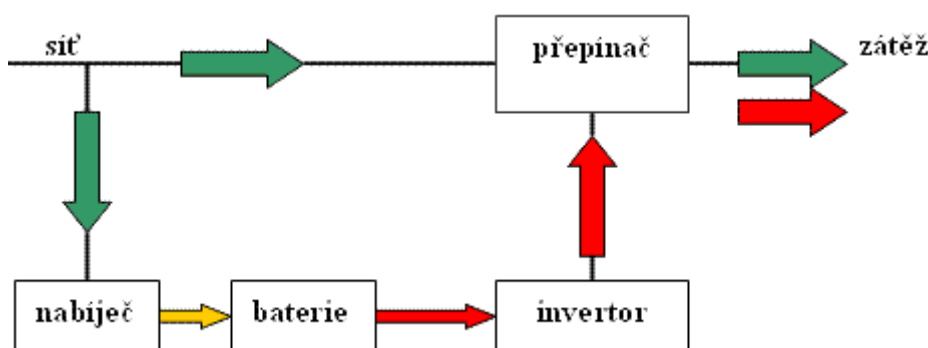 síť
přepínač
zátěž
nabíječ
baterie
invertor